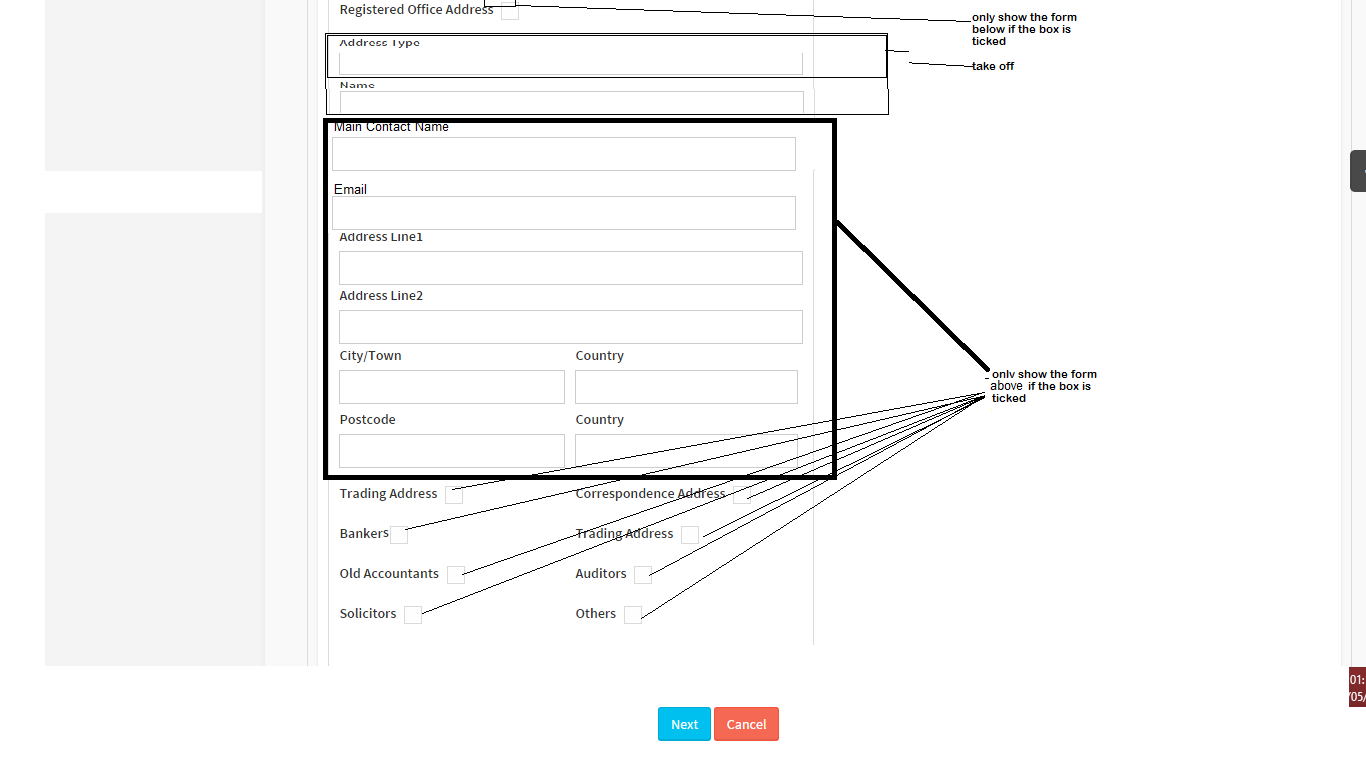 Registered Office Address
only show the form
below if the box is
ticked
Address Type
take off
Name
Main Contact Name
Email
Address Line1
Address Line2
City/Town Country
only show the form
above if the box is
ticked
Postcode Country
Trading Address Correspondence Address
Bankers Trading Address
Old Accountants Auditors
Solicitors Others
01:
/05/
Next Cancel